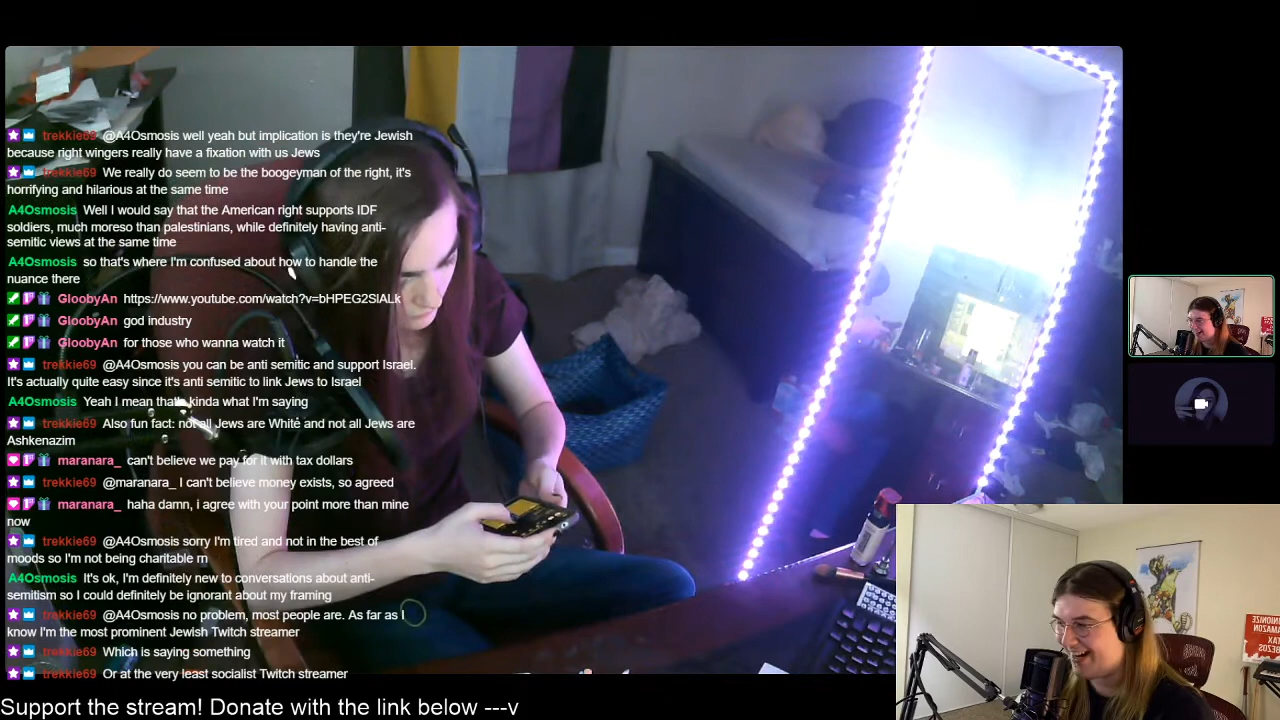 trekkie69 @A4Osmosis well yeah but implication is they're Jewish
because right wingers really have a fixation with us Jews
trekkie69 We really do seem to be the boogeyman of the right, it's
horrifying and hilarious at the same time
A4Osmosis Well I would say that the American right supports IDF
soldiers, much moreso than palestinians, while definitely having anti-
semitic views at the same time
A4Osmosis so that's where I'm confused about how to handle the
nuance there
GloobyAn https://www.youtube.com/watch?v=bHPEG2SlALk
GloobyAn god industry
GloobyAn for those who wanna watch it
trekkie69 @A4Osmosis you can be anti semitic and support Israel.
It's actually quite easy since it's anti semitic to link Jews to Israel
A4Osmosis Yeah I mean that's kinda what I'm saying
trekkie69 Also fun fact: not all Jews are White and not all Jews are
Ashkenazim
maranara_ can't believe we pay for it with tax dollars
trekkie69 @maranara_ I can't believe money exists, so agreed
maranara_ haha damn, i agree with your point more than mine
now
trekkie69 @A4Osmosis sorry I'm tired and not in the best of
moods so I'm not being charitable rn
A4Osmosis It's ok, I'm definitely new to conversations about anti-
semitism so I could definitely be ignorant about my framing
trekkie69 @A4Osmosis no problem, most people are. As far as I
know I'm the most prominent Jewish Twitch streamer
trekkie69 Which is saying something
trekkie69 Or at the very least socialist Twitch streamer
UNIONIZE
AMAZON
TAX
BEZOS
Support the stream! Donate with the link below ---v